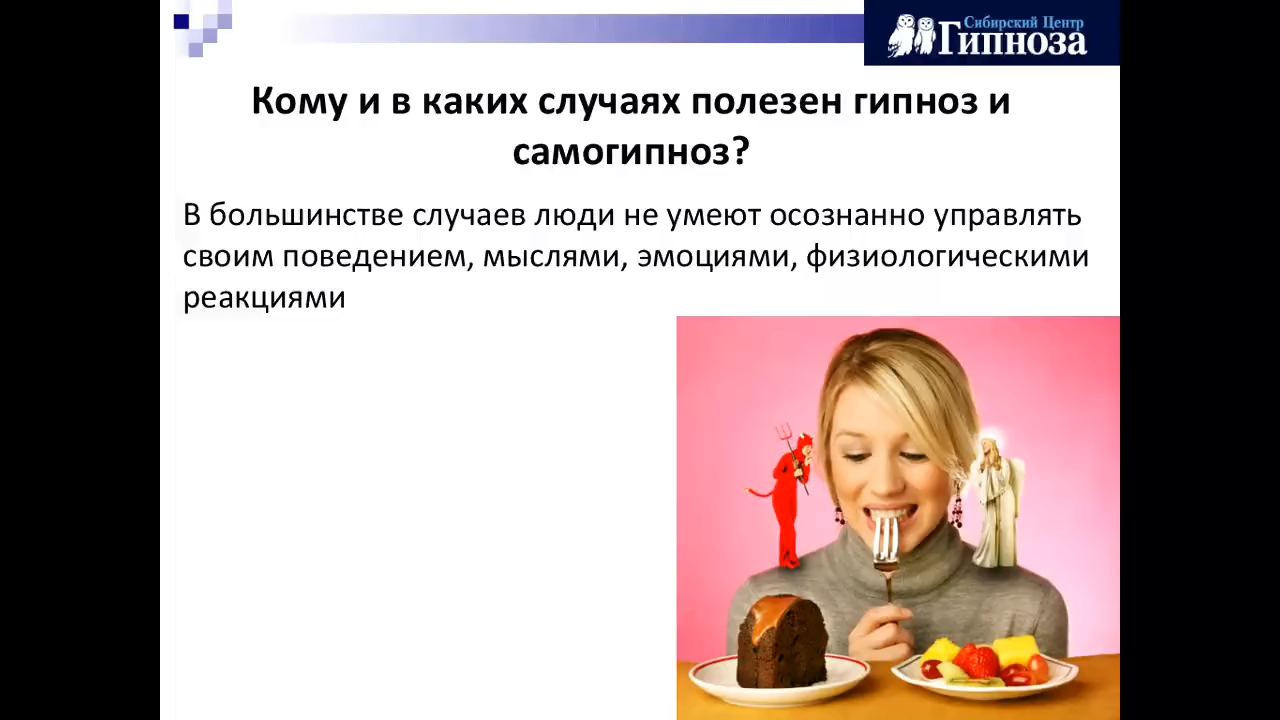 Сибирский Центр
Гипноза
Кому и в каких случаях полезен гипноз и
самогипноз?
В большинстве случаев люди не умеют осознанно управлять
своим поведением, мыслями, эмоциями, физиологическими
реакциями